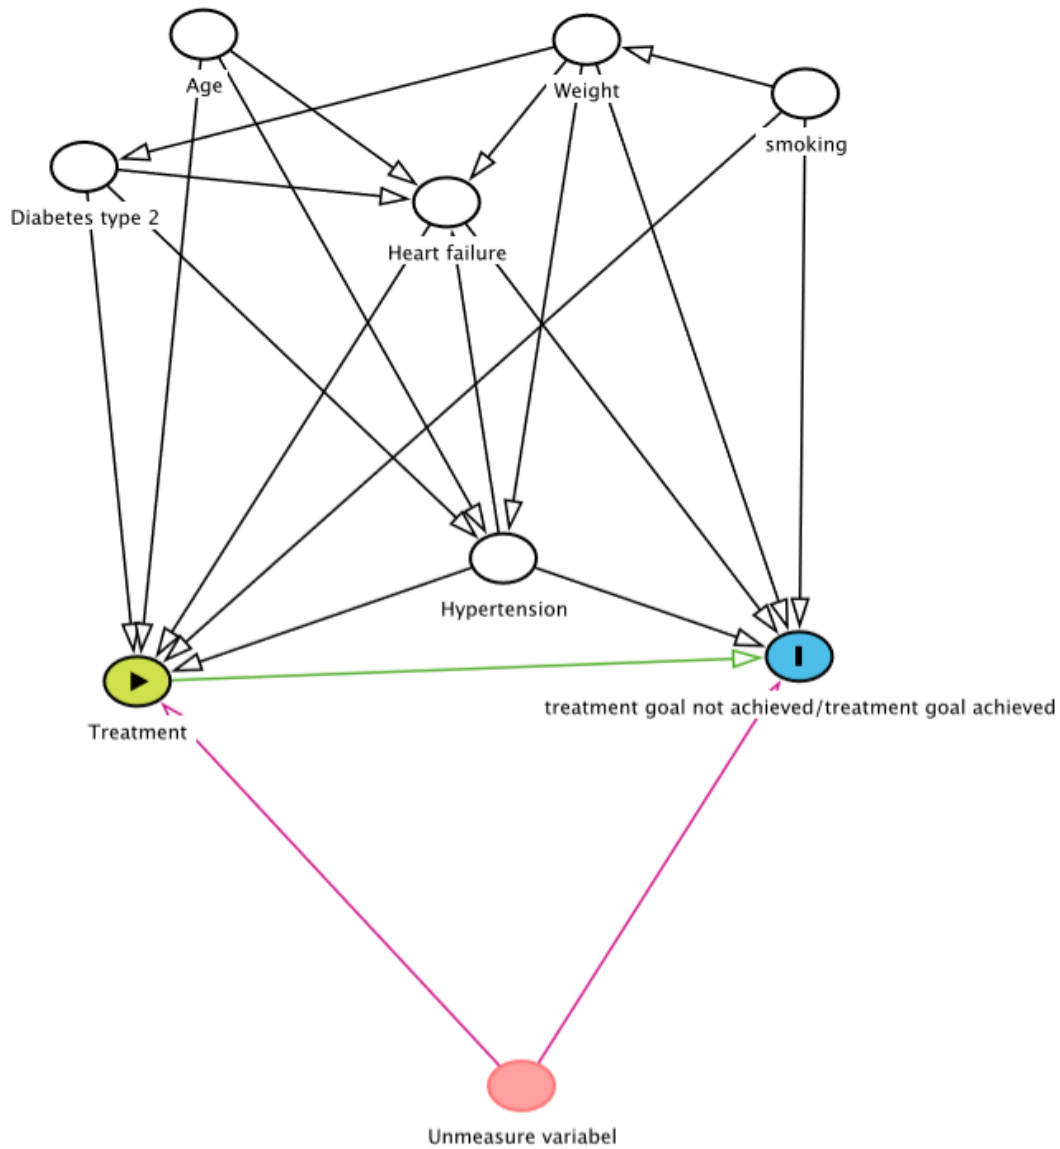 Age
Weight
smoking
Diabetes type 2
Heart failure
Hypertension
treatment goal not achieved/treatment goal achieved
Treatment
Unmeasure variabel